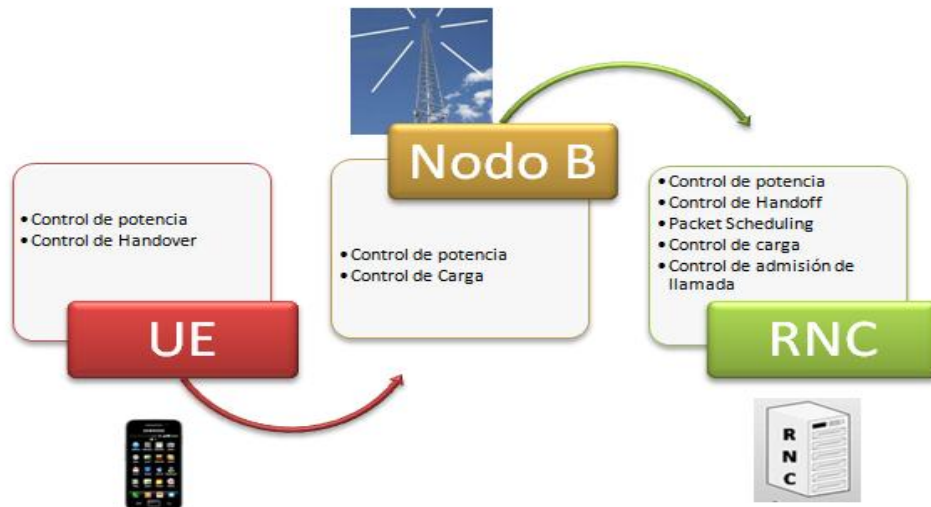 Nodo B
• Control de potencia
• Control de Handover
UE
• Control de potencia
• Control de Carga
• Control de potencia
• Control de Handoff
• Packet Scheduling
• Control de carga
• Control de admisión de
llamada
RNC
SAMSUNG
R
N
C